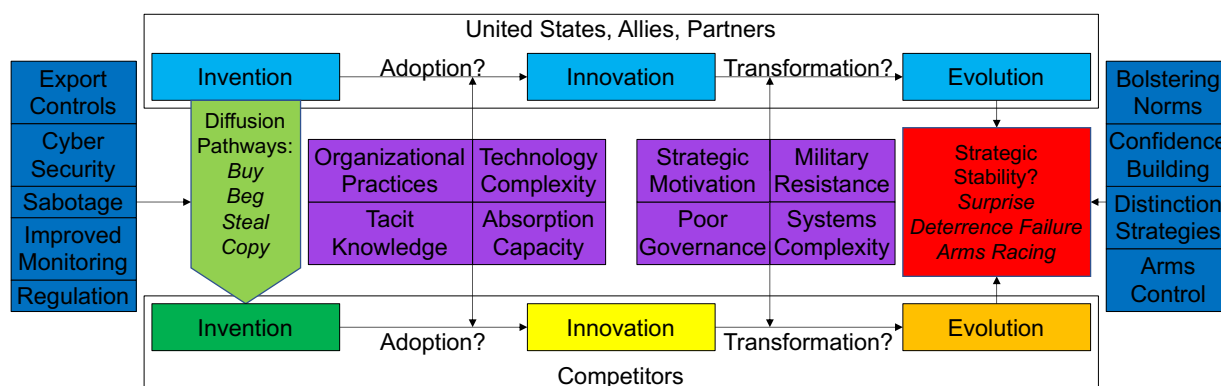 United States, Allies, Partners
Invention
Adoption?
Innovation
Transformation?
Evolution
Export
Controls
Cyber
Security
Sabotage
Improved
Monitoring
Regulation
Diffusion
Pathways:
Buy
Beg
Steal
Copy
Organizational
Practices
Technology
Complexity
Tacit
Knowledge
Absorption
Capacity
Strategic
Motivation
Military
Resistance
Poor
Governance
Systems
Complexity
Strategic
Stability?
Surprise
Deterrence Failure
Arms Racing
Bolstering
Norms
Confidence
Building
Distinction
Strategies
Arms
Control
Invention
Adoption?
Innovation
Transformation?
Evolution
Competitors